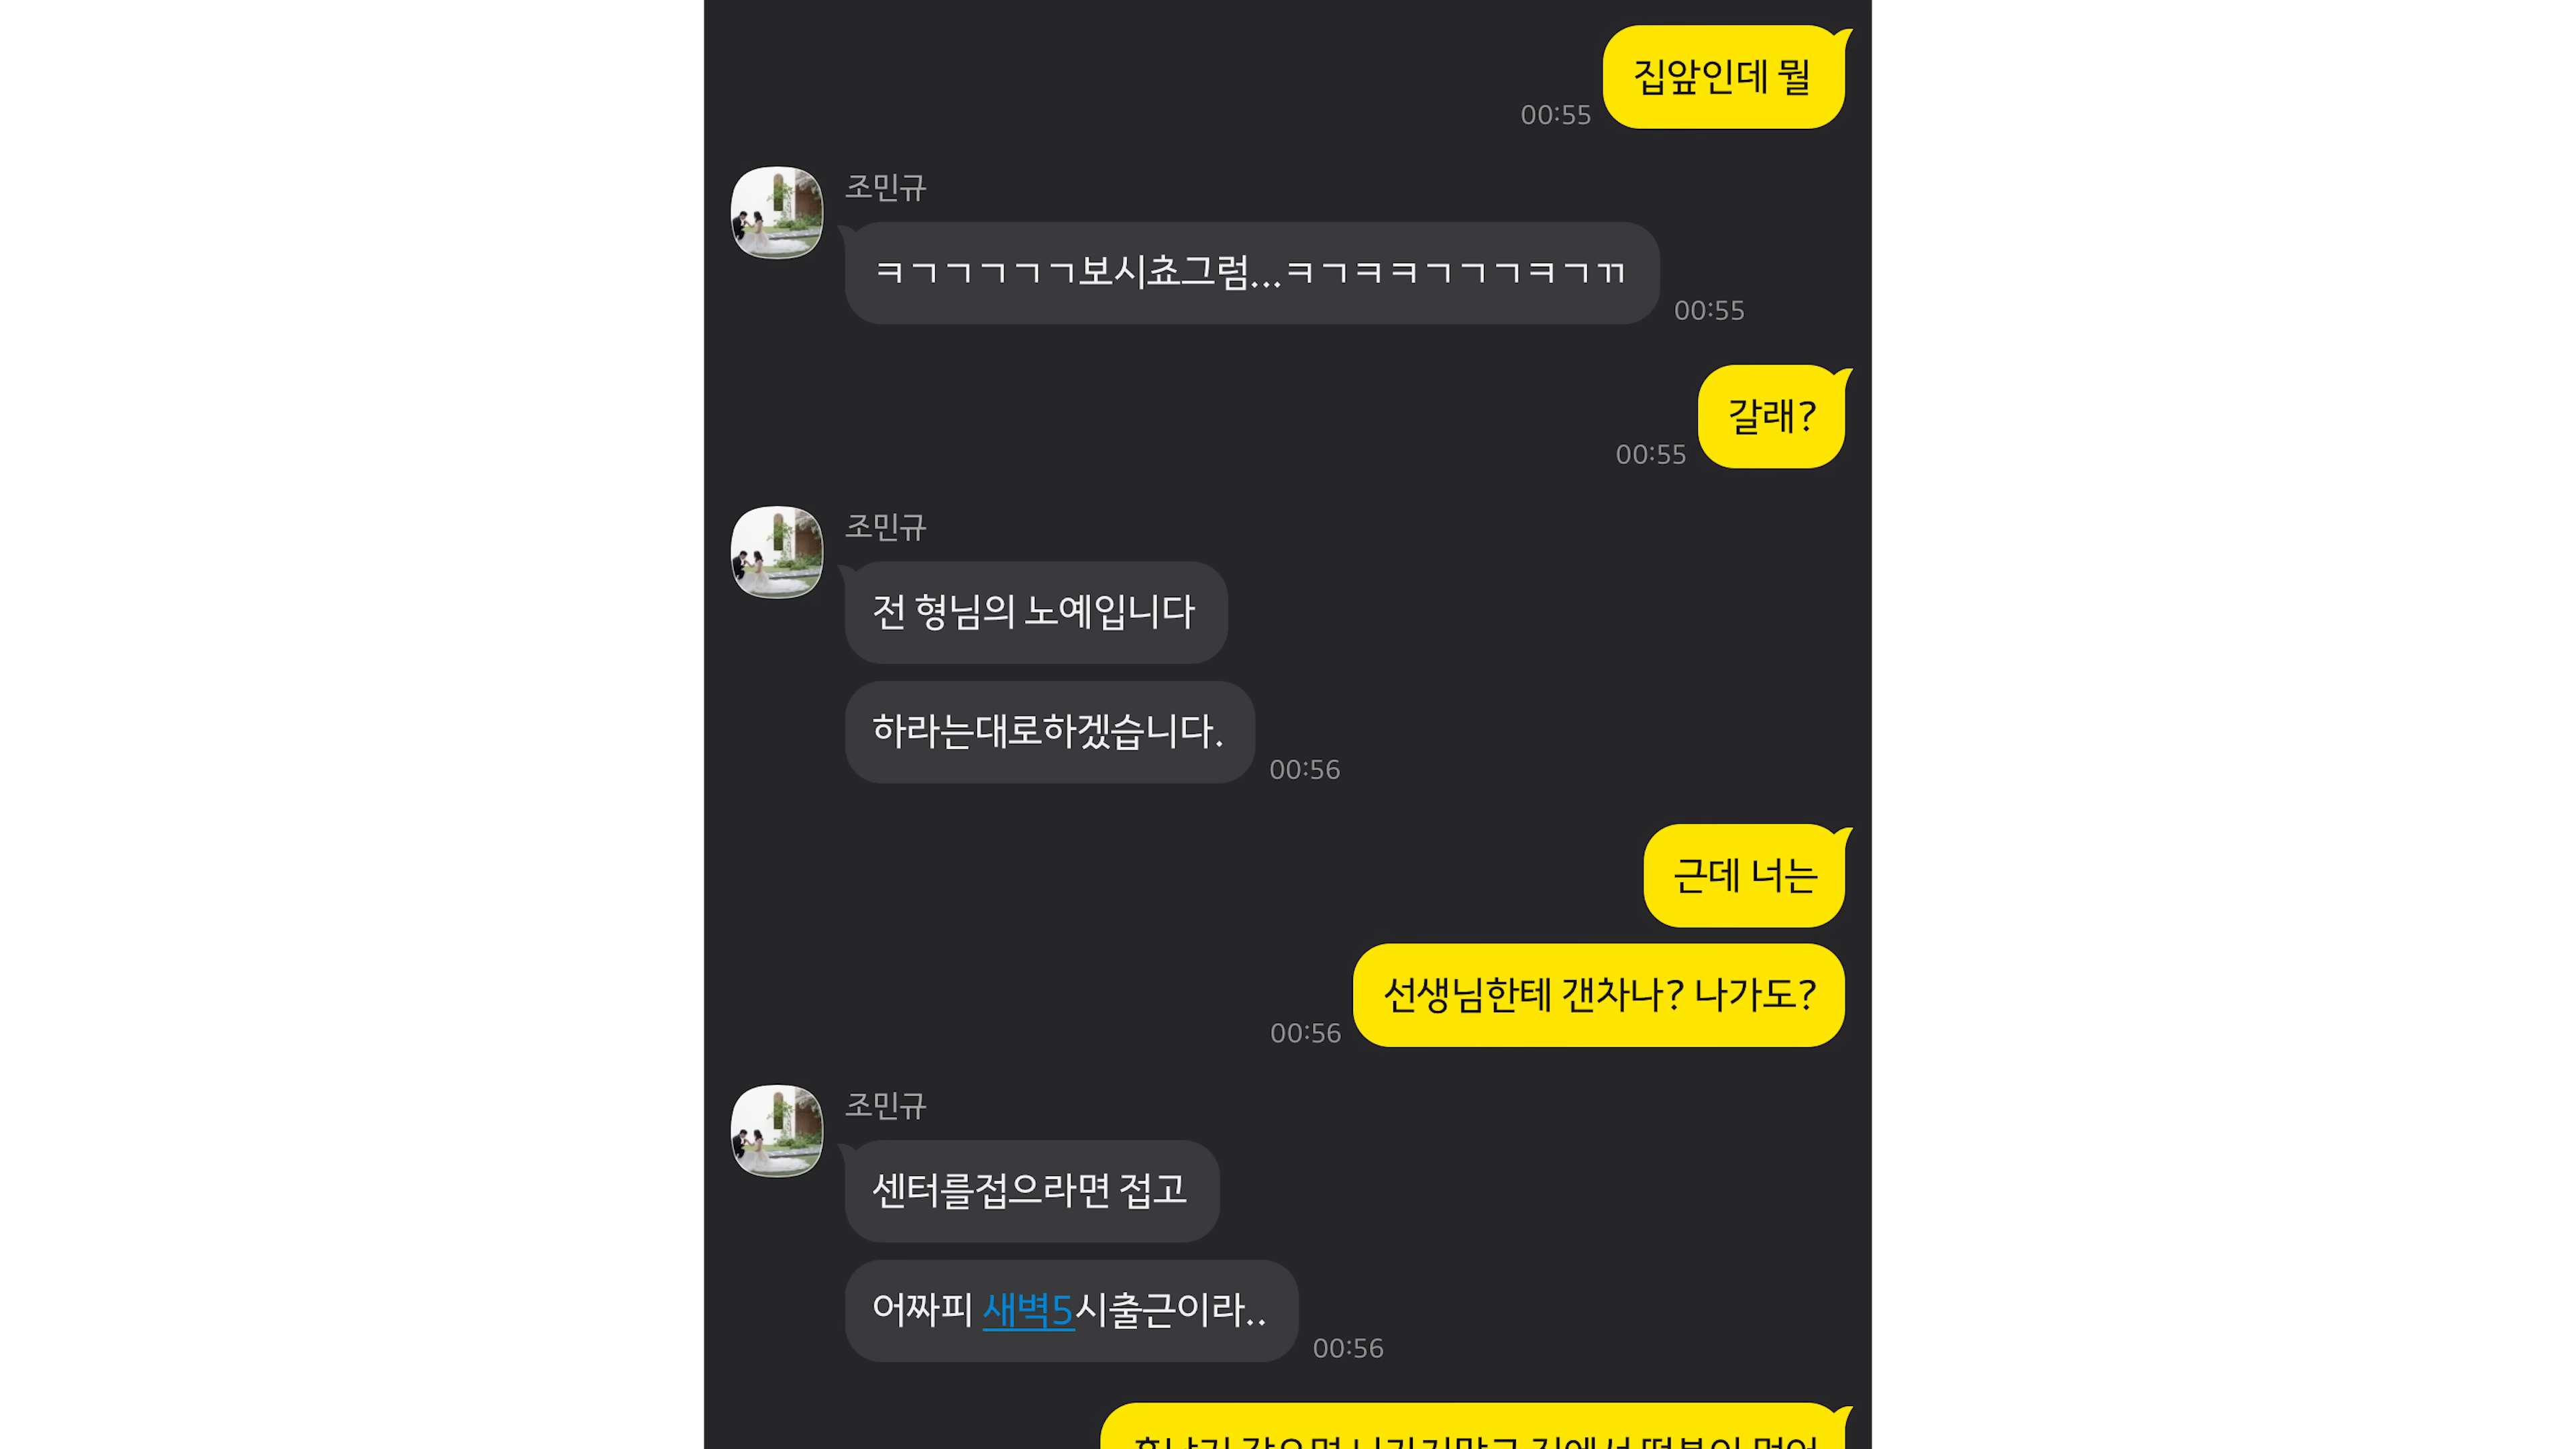 집앞인데 뭘
00:55
조민규
ㅋㄱㄱㄱㄱㄱ보시쵸그럼...ㅋㄱㅋㅋㄱㄱㄱㅋㄱㄲ
00:55
갈래?
00:55
조민규
전 형님의 노예입니다
하라는대로하겠습니다.
00:56
근데 너는
선생님한테 갠차나? 나가도?
00:56
조민규
센터를접으라면 접고
어짜피 새벽5시출근이라..
00:56